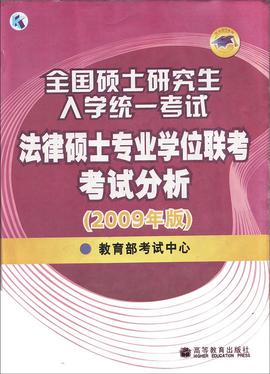 全国硕士研究生
入学统一考试
法律硕士专业学位联考
考试分析
(2009年版)
教育部考试中心
高等教育出版社
HIGHER EDUCATION PRESS